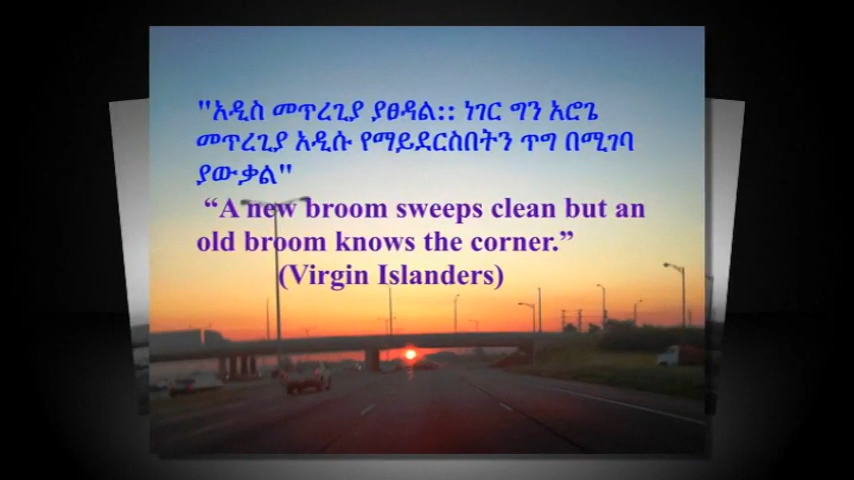 "አዲስ መጥረጊያ ያፀዳል:: ነገር ግን አሮጌ
መጥረጊያ አዲሱ የማይደርስበትን ጥግ በሚገባ
ያውቃል"
“A new broom sweeps clean but an
old broom knows the corner.”
(Virgin Islanders)